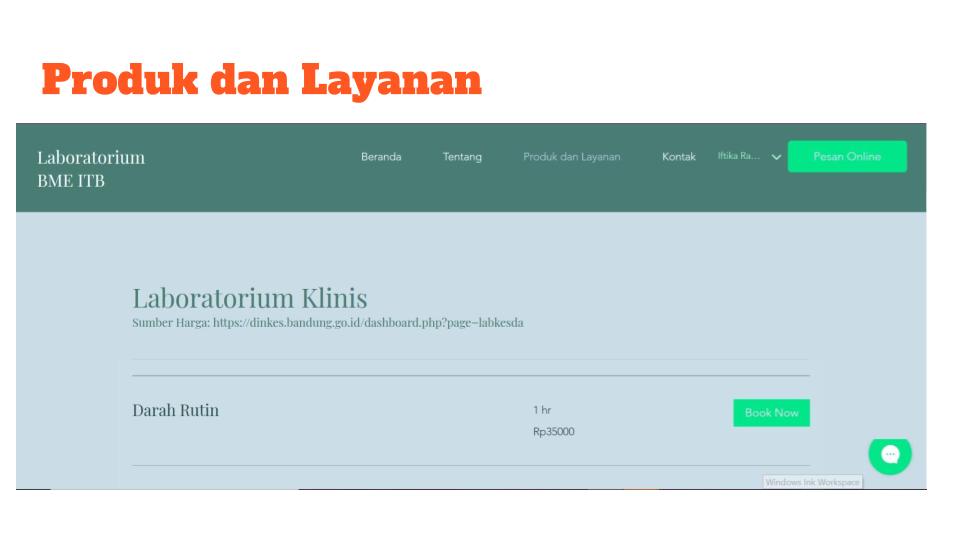 Produk dan Layanan
Laboratorium
BME ITB
Beranda
Tentang
Produk dan Layanan
Kontak
Iftika Ra...
Pesan Online
Laboratorium Klinis
Sumber Harga: https://dinkes.bandung.go.id/dashboard.php?page=labkesda
Darah Rutin
1 hr
Rp35000
Book Now
Windows Ink Workspace